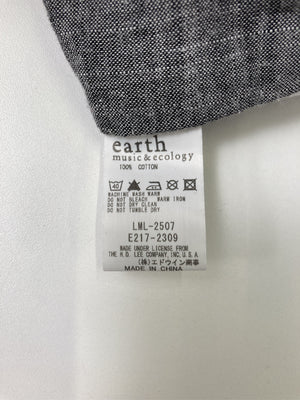 earth
music & ecology
100% COTTON
40
MACHINE WASH WARM
DO NOT BLEACH WARM IRON
DO NOT DRY CLEAN
DO NOT TUMBLE DRY
LML-2507
E217-2309
MADE UNDER LICENSE FROM
THE H.D. LEE COMPANY, INC. U.S.A
(株)エドウイン商事
MADE IN CHINA